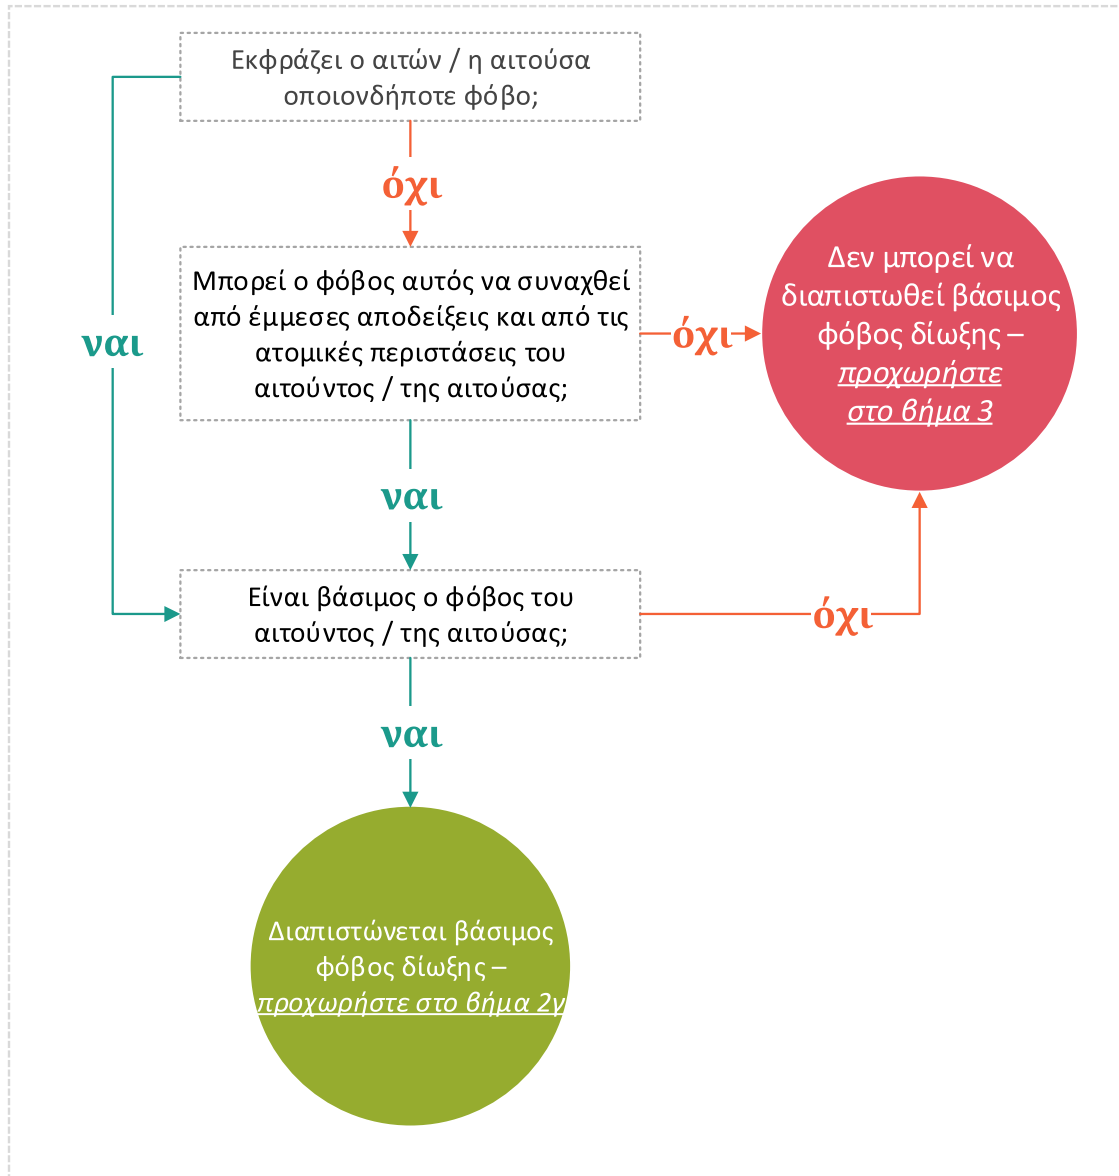 Εκφράζει ο αιτών / η αιτούσα
οποιονδήποτε φόβο;
όχι
Μπορεί ο φόβος αυτός να συναχθεί
από έμμεσες αποδείξεις και από τις
ατομικές περιστάσεις του
αιτούντος / της αιτούσας;
όχι
Δεν μπορεί να
διαπιστωθεί βάσιμος
φόβος δίωξης –
προχωρήστε
στο βήμα 3
ναι
ναι
Είναι βάσιμος ο φόβος του
αιτούντος / της αιτούσας;
όχι
ναι
Διαπιστώνεται βάσιμος
φόβος δίωξης –
προχωρήστε στο βήμα 2γ